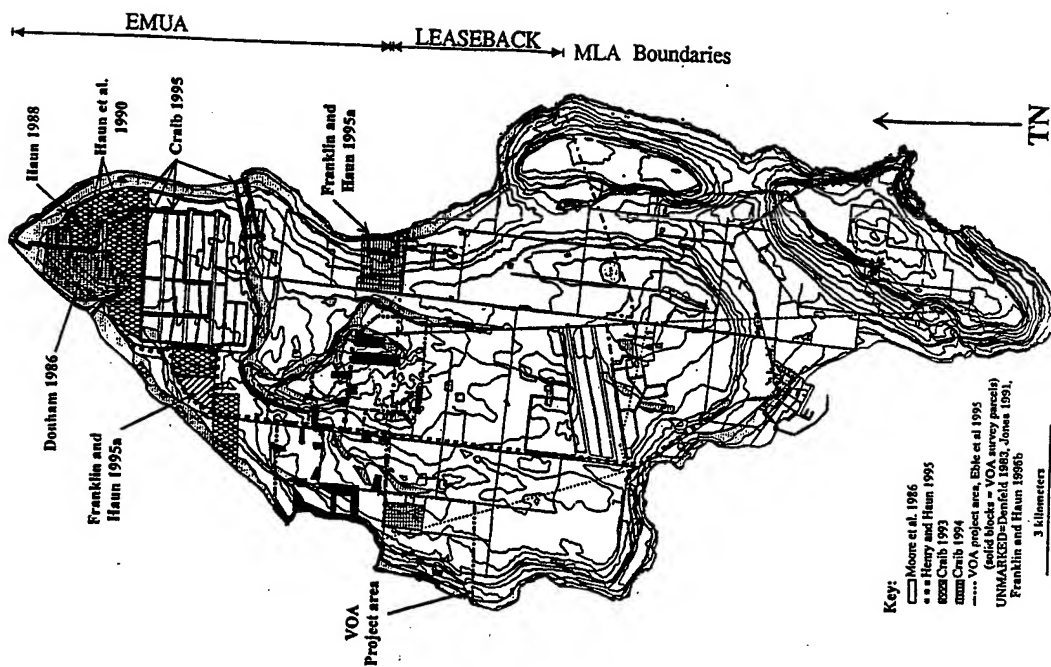 EMUA
LEASEBACK
MLA Boundaries
Haun 1988
Haun et al.
1990
Craib 1995
Franklin and
Haun 1995a
Donham 1986
Franklin and
Haun 1995a
VOA
Project area
TN
Key:
Moore et al. 1986
Henry and Haun 1995
Craib 1993
Craib 1994
VOA project area, Eble et al 1995
(solid blocks = VOA survey parcels)
UNMARKED=Denfeld 1983, Jones 1991,
Franklin and Haun 1996b
3 kilometers